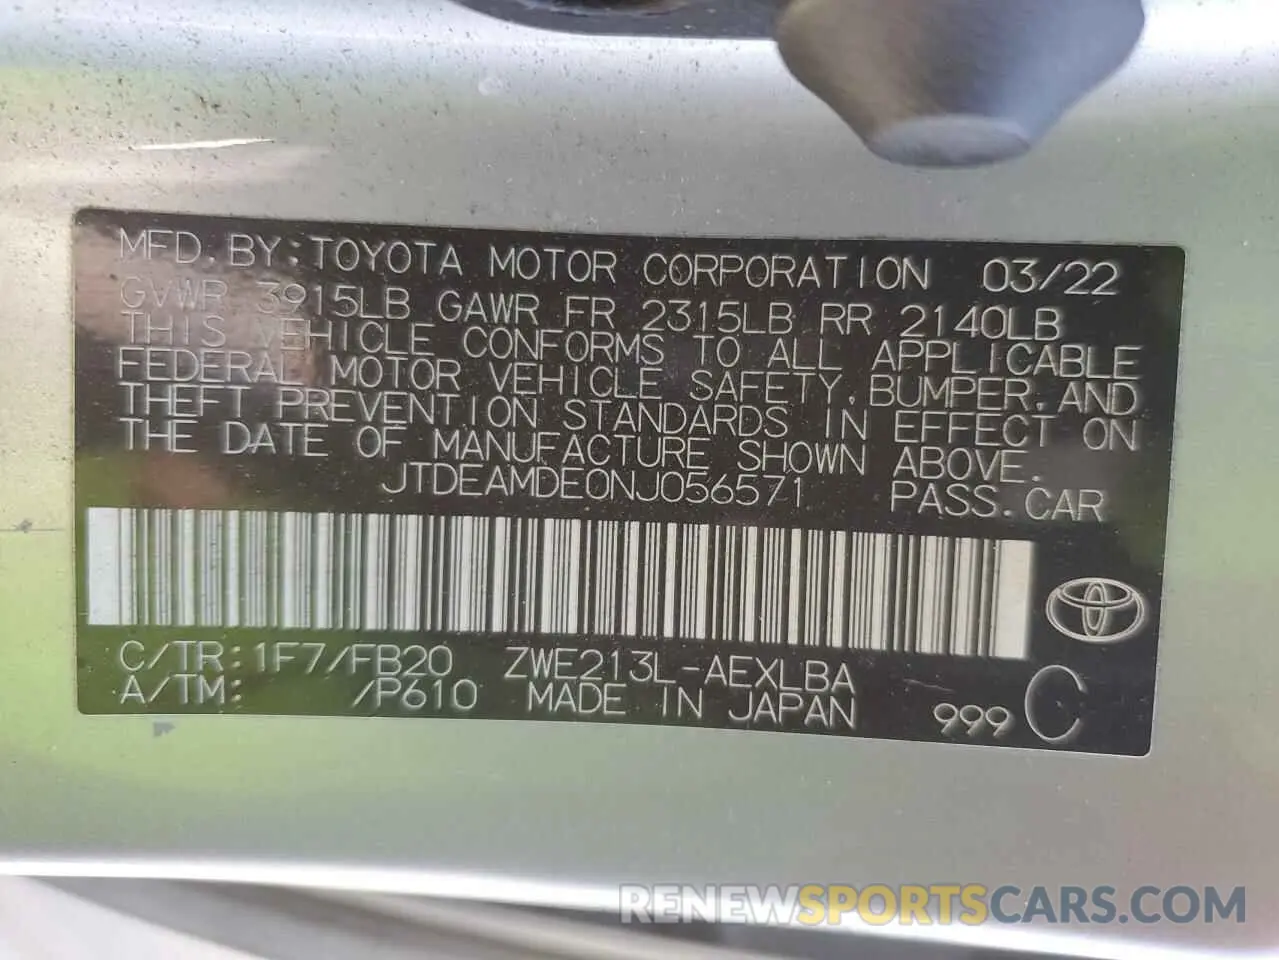 MFD. BY: TOYOTA MOTOR CORPORATION 03/22
GVWR 3915LB GAWR FR 2315LB RR 2140LB
THIS VEHICLE CONFORMS TO ALL APPLICABLE
FEDERAL MOTOR VEHICLE SAFETY, BUMPER, AND
THEFT PREVENTION STANDARDS IN EFFECT ON
THE DATE OF MANUFACTURE SHOWN ABOVE.
JTDEAMDE0NJ056571 PASS. CAR
C/TR: 1F7/FB20 ZWE213L-AEXLBA
A/TM: /P610 MADE IN JAPAN 999 C
RENEWSPORTSCARS.COM